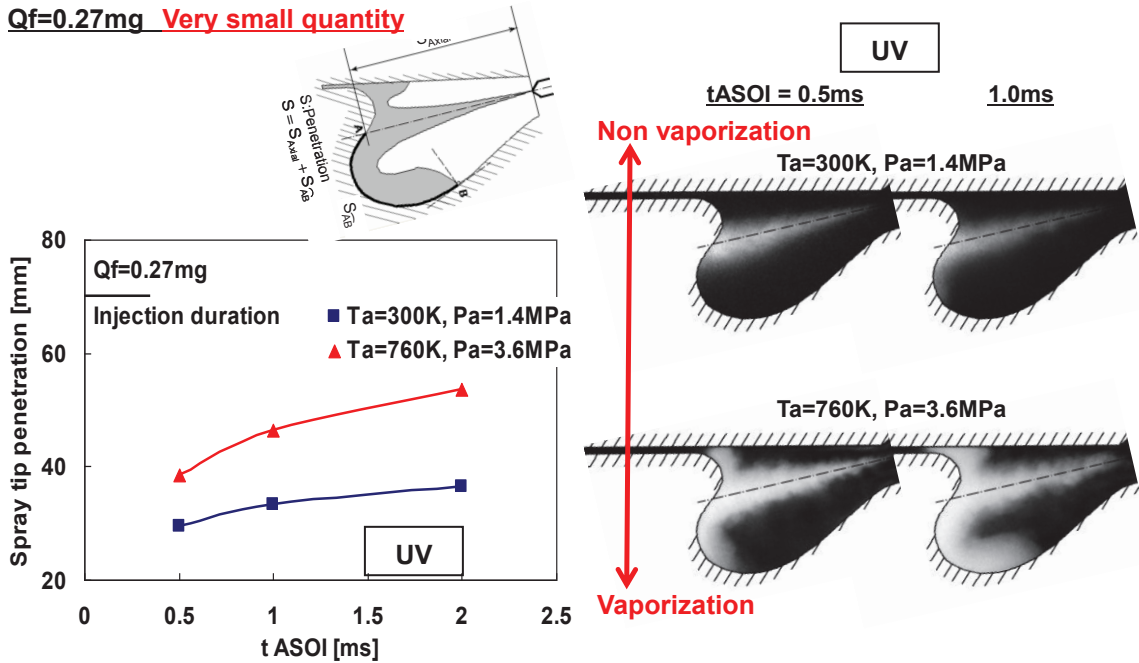 Qf=0.27mg Very small quantity
S:Penetration
S = S Axial + S AB
A
B
S AB
UV
tASOI = 0.5ms 1.0ms
Non vaporization
Ta=300K, Pa=1.4MPa
Ta=760K, Pa=3.6MPa
Vaporization
Spray tip penetration [mm]
80
60
40
20
Qf=0.27mg
Injection duration
Ta=300K, Pa=1.4MPa
Ta=760K, Pa=3.6MPa
UV
0 0.5 1 1.5 2 2.5
t ASOI [ms]